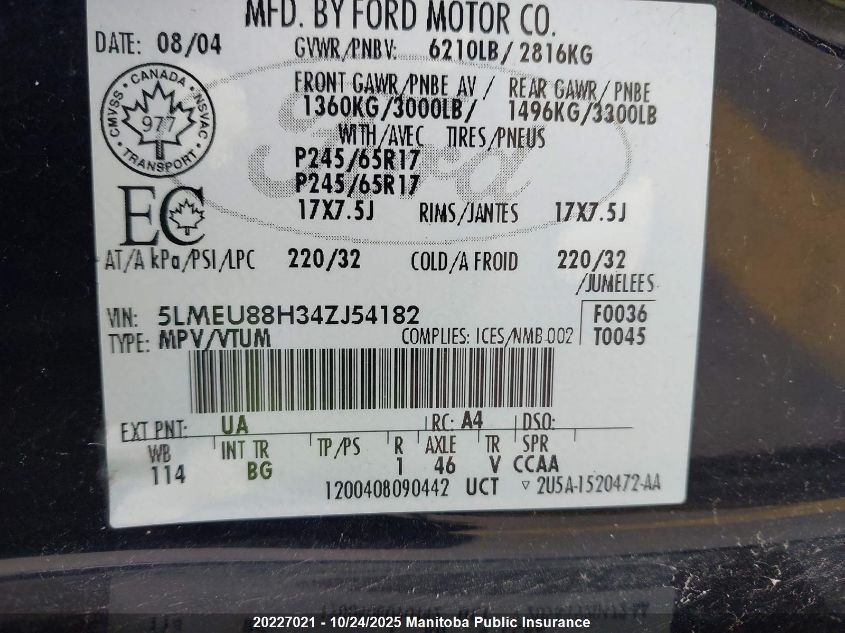 MFD. BY FORD MOTOR CO.
DATE: 08/04 GVWR/PNBV: 6210LB/2816KG
FRONT GAWR/PNBE AV/ REAR GAWR/PNBE
1360KG/3000LB/ 1496KG/3300LB
WITH/AVEC TIRES/PNEUS
P245/65R17
P245/65R17
17X7.5J RIMS/JANTES 17X7.5J
CMVSS • CANADA • NSVAC
977
TRANSPORT
Ford
EC
AT/A kPa/PSI/LPC 220/32 COLD/A FROID 220/32
/JUMELEES
VIN: 5LMEU88H34ZJ54182 F0036
TYPE: MPV/VTUM COMPLIES: ICES/NMB 002 T0045
EXT PNT: UA RC: A4 DSO:
WB INT TR TP/PS R AXLE TR SPR
114 BG 1 46 V CCAA
1200408090442 UCT ▽ 2U5A-1520472-AA
20227021 - 10/24/2025 Manitoba Public Insurance